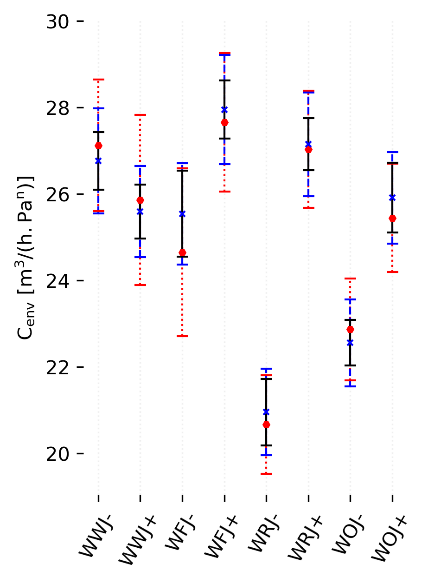 30
28
26
24
22
20
C_env [m³/(h. Paⁿ)]
WWJ-
WWJ+
WFJ-
WFJ+
WRJ-
WRJ+
WOJ-
WOJ+